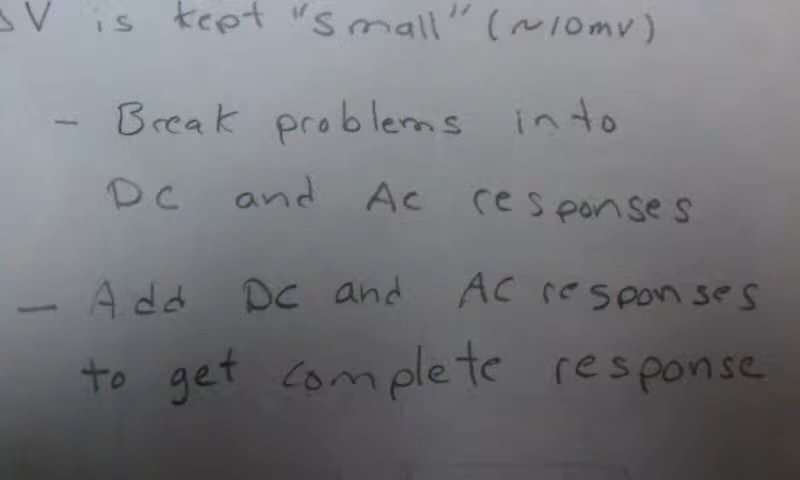 ΔV is kept "small" (~10mv)
- Break problems into
DC and AC responses
- Add DC and AC responses
to get complete response